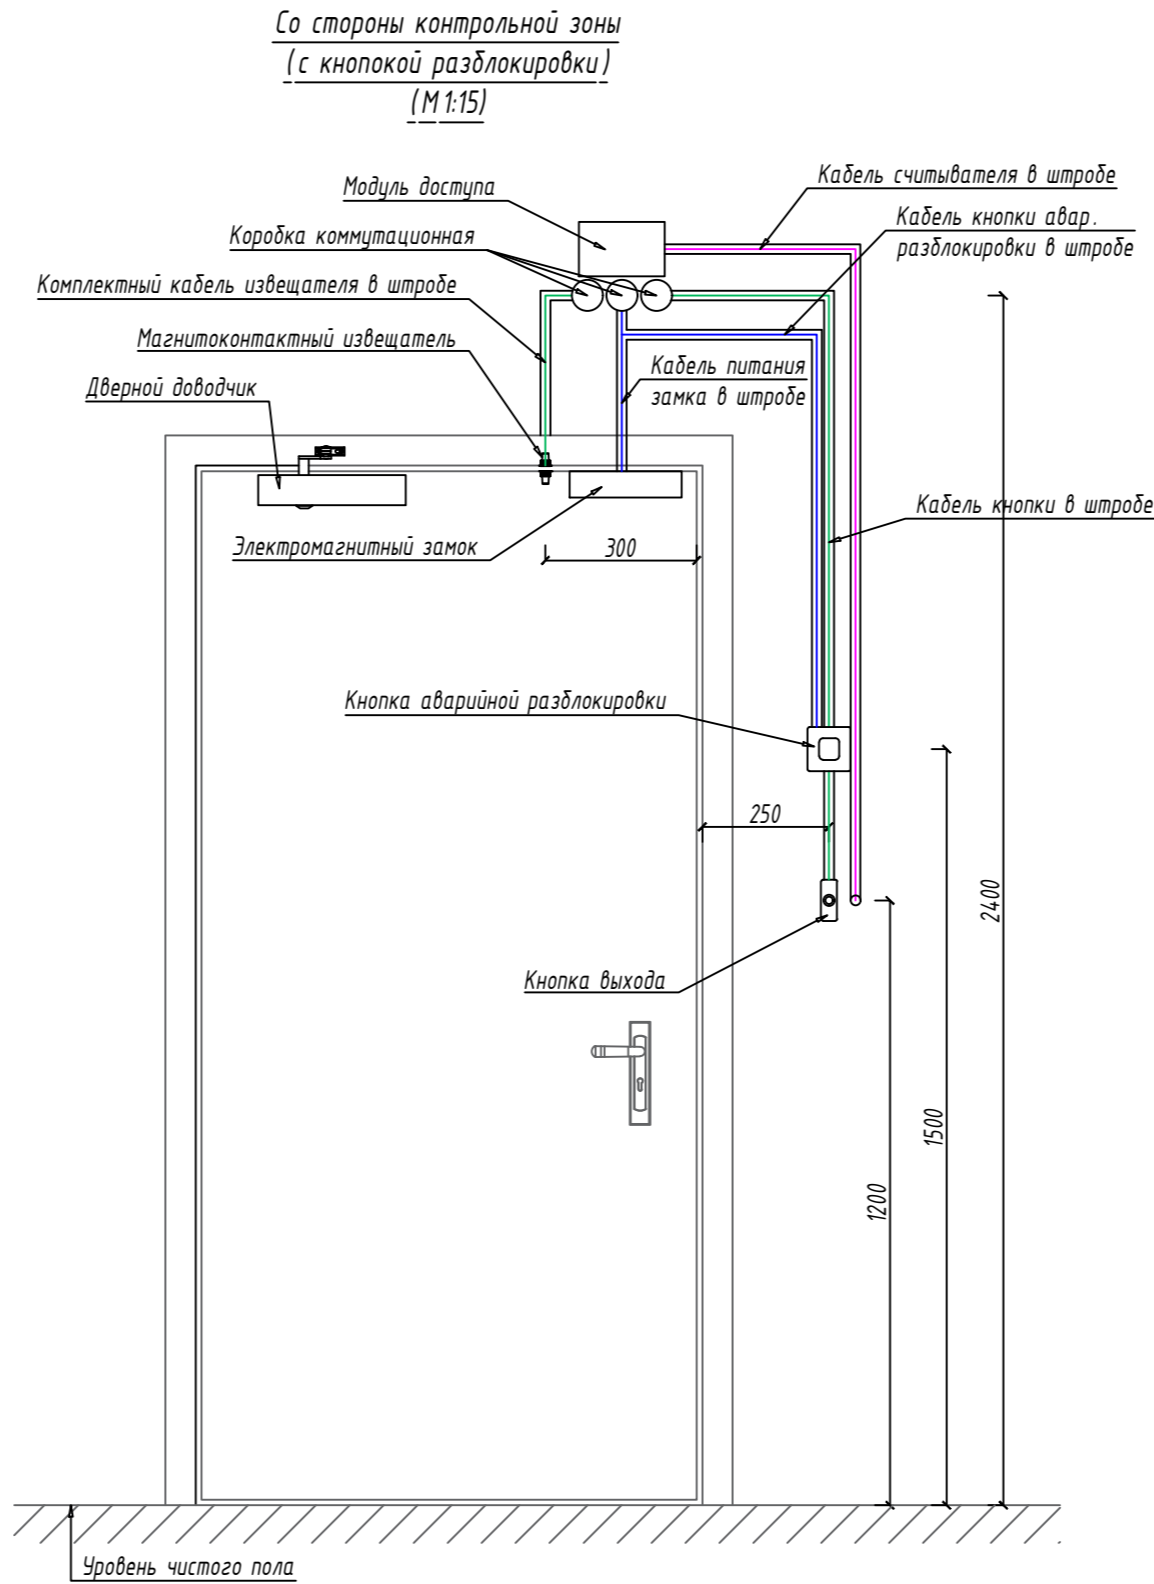 Со стороны контрольной зоны
(с кнопокой разблокировки)
(М 1:15)
Модуль доступа
Кабель считывателя в штробе
Коробка коммутационная
Кабель кнопки авар.
разблокировки в штробе
Комплектный кабель извещателя в штробе
Магнитоконтактный извещатель
Кабель питания
замка в штробе
Дверной доводчик
Кабель кнопки в штробе
Электромагнитный замок
300
Кнопка аварийной разблокировки
250
2400
Кнопка выхода
1500
1200
Уровень чистого пола